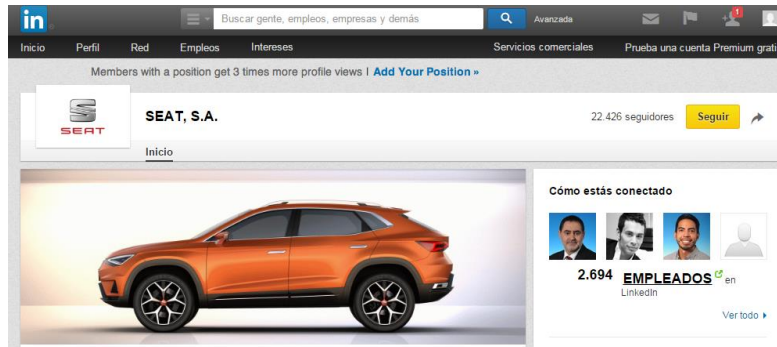 in
Buscar gente, empleos, empresas y demás
Avanzada
1
Inicio Perfil Red Empleos Intereses Servicios comerciales Prueba una cuenta Premium grati
Members with a position get 3 times more profile views | Add Your Position »
SEAT
SEAT, S.A.
22.426 seguidores
Seguir
Inicio
Cómo estás conectado
2.694 EMPLEADOS en
LinkedIn
Ver todo